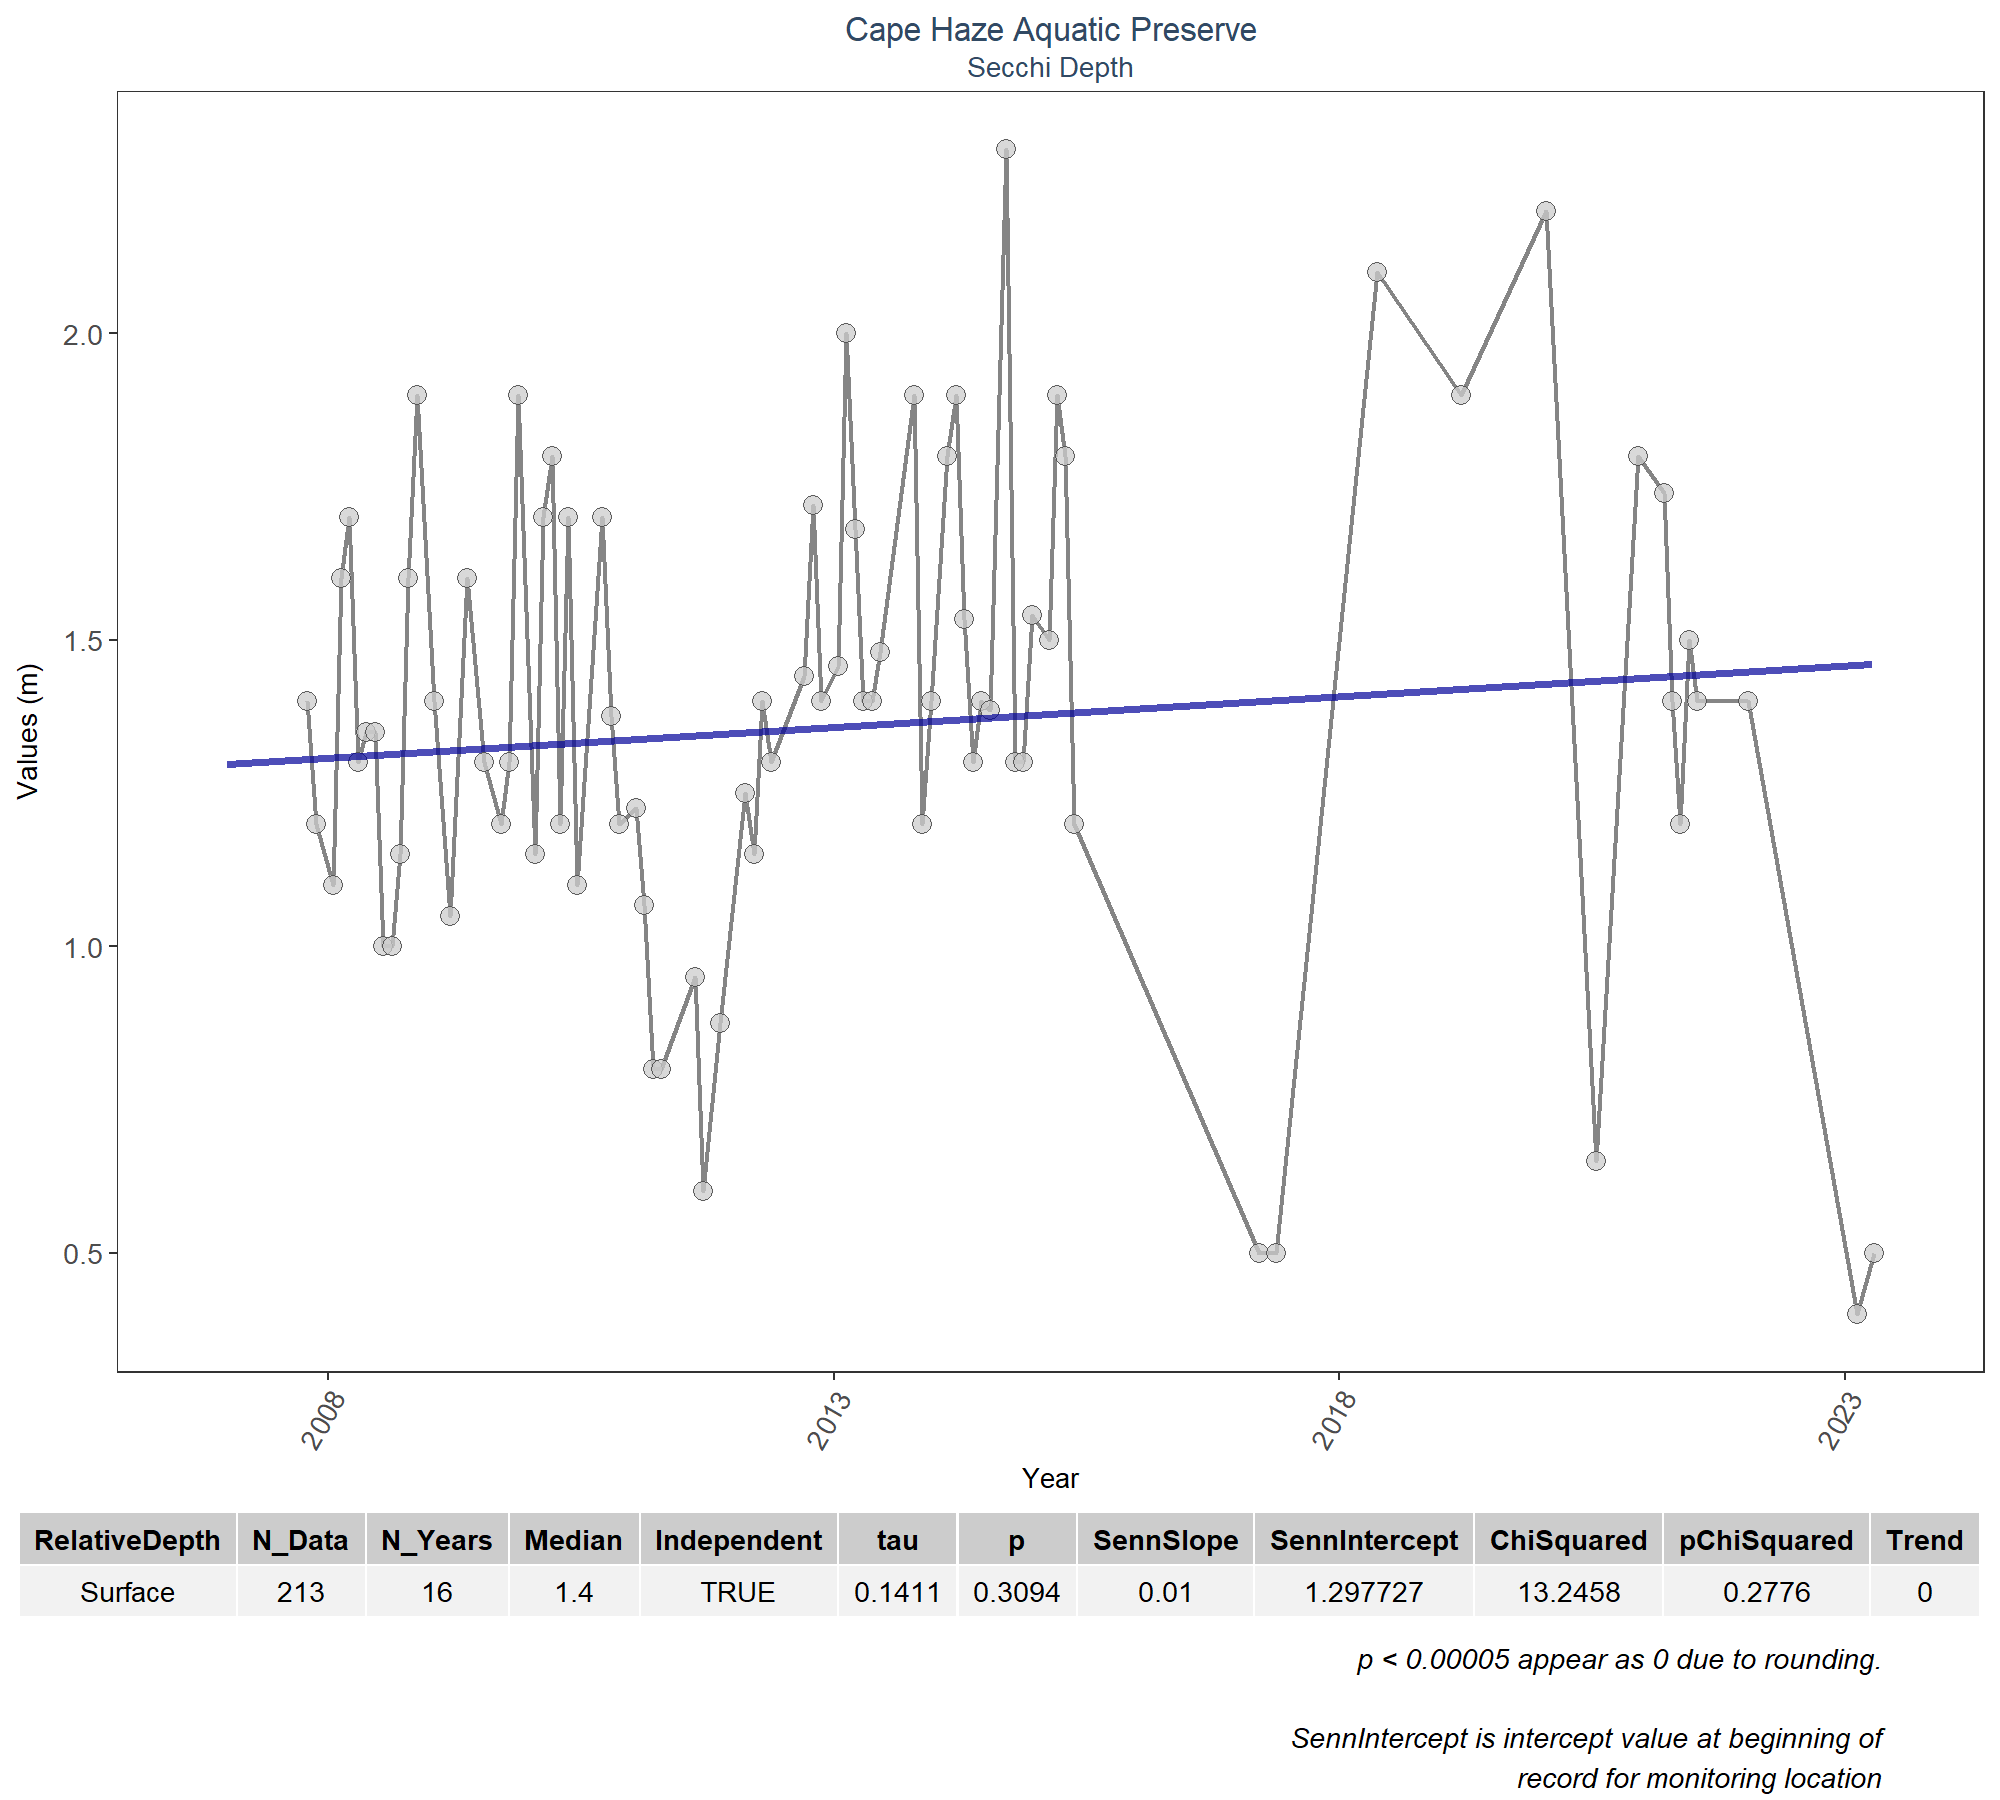 Cape Haze Aquatic Preserve
Secchi Depth
Values (m)
2.0
1.5
1.0
0.5
2008 2013 2018 2023
Year
RelativeDepth N_Data N_Years Median Independent tau p SennSlope SennIntercept ChiSquared pChiSquared Trend
Surface 213 16 1.4 TRUE 0.1411 0.3094 0.01 1.297727 13.2458 0.2776 0
p < 0.00005 appear as 0 due to rounding.
SennIntercept is intercept value at beginning of
record for monitoring location